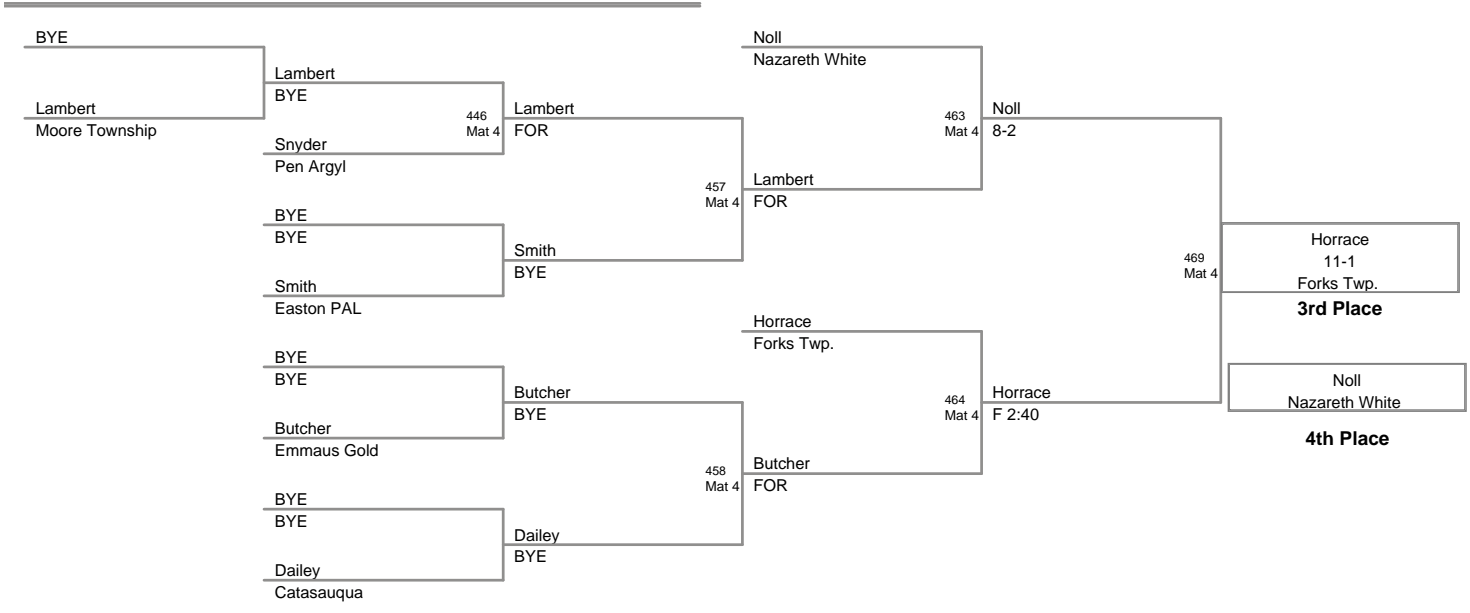 BYE
Lambert
Moore Township
Lambert
BYE
Snyder
Pen Argyl
BYE
BYE
Smith
Easton PAL
BYE
BYE
Butcher
Emmaus Gold
BYE
BYE
Dailey
Catasauqua
446
Mat 4
Lambert
FOR
Smith
BYE
Butcher
BYE
Dailey
BYE
457
Mat 4
458
Mat 4
Noll
Nazareth White
Lambert
FOR
Horrace
Forks Twp.
Butcher
FOR
463
Mat 4
464
Mat 4
Noll
8-2
Horrace
F 2:40
469
Mat 4
Horrace
11-1
Forks Twp.
3rd Place
Noll
Nazareth White
4th Place